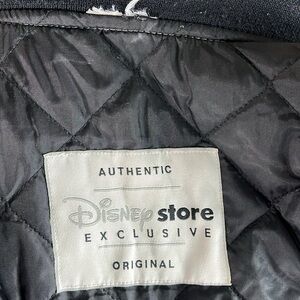 AUTHENTIC
Disney store
EXCLUSIVE
ORIGINAL